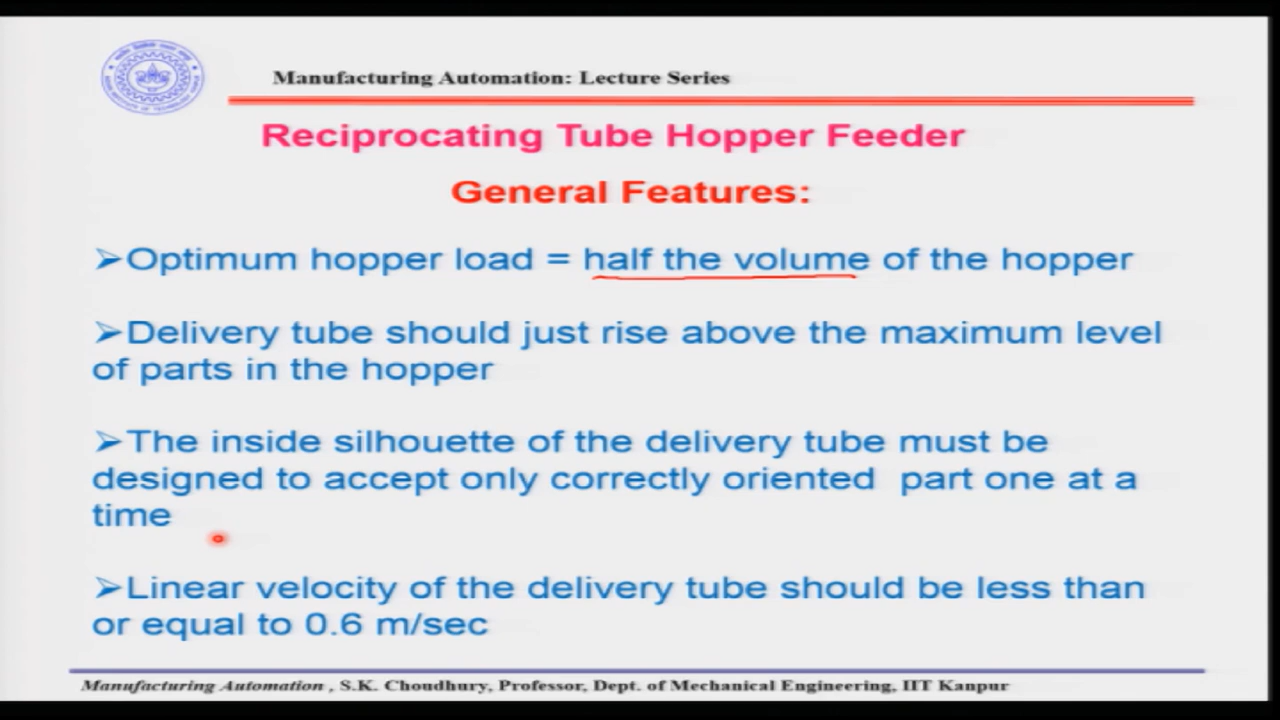 Manufacturing Automation: Lecture Series
Reciprocating Tube Hopper Feeder
General Features:
➢Optimum hopper load = half the volume of the hopper
➢Delivery tube should just rise above the maximum level
of parts in the hopper
➢The inside silhouette of the delivery tube must be
designed to accept only correctly oriented part one at a
time
➢Linear velocity of the delivery tube should be less than
or equal to 0.6 m/sec
Manufacturing Automation , S.K. Choudhury, Professor, Dept. of Mechanical Engineering, IIT Kanpur